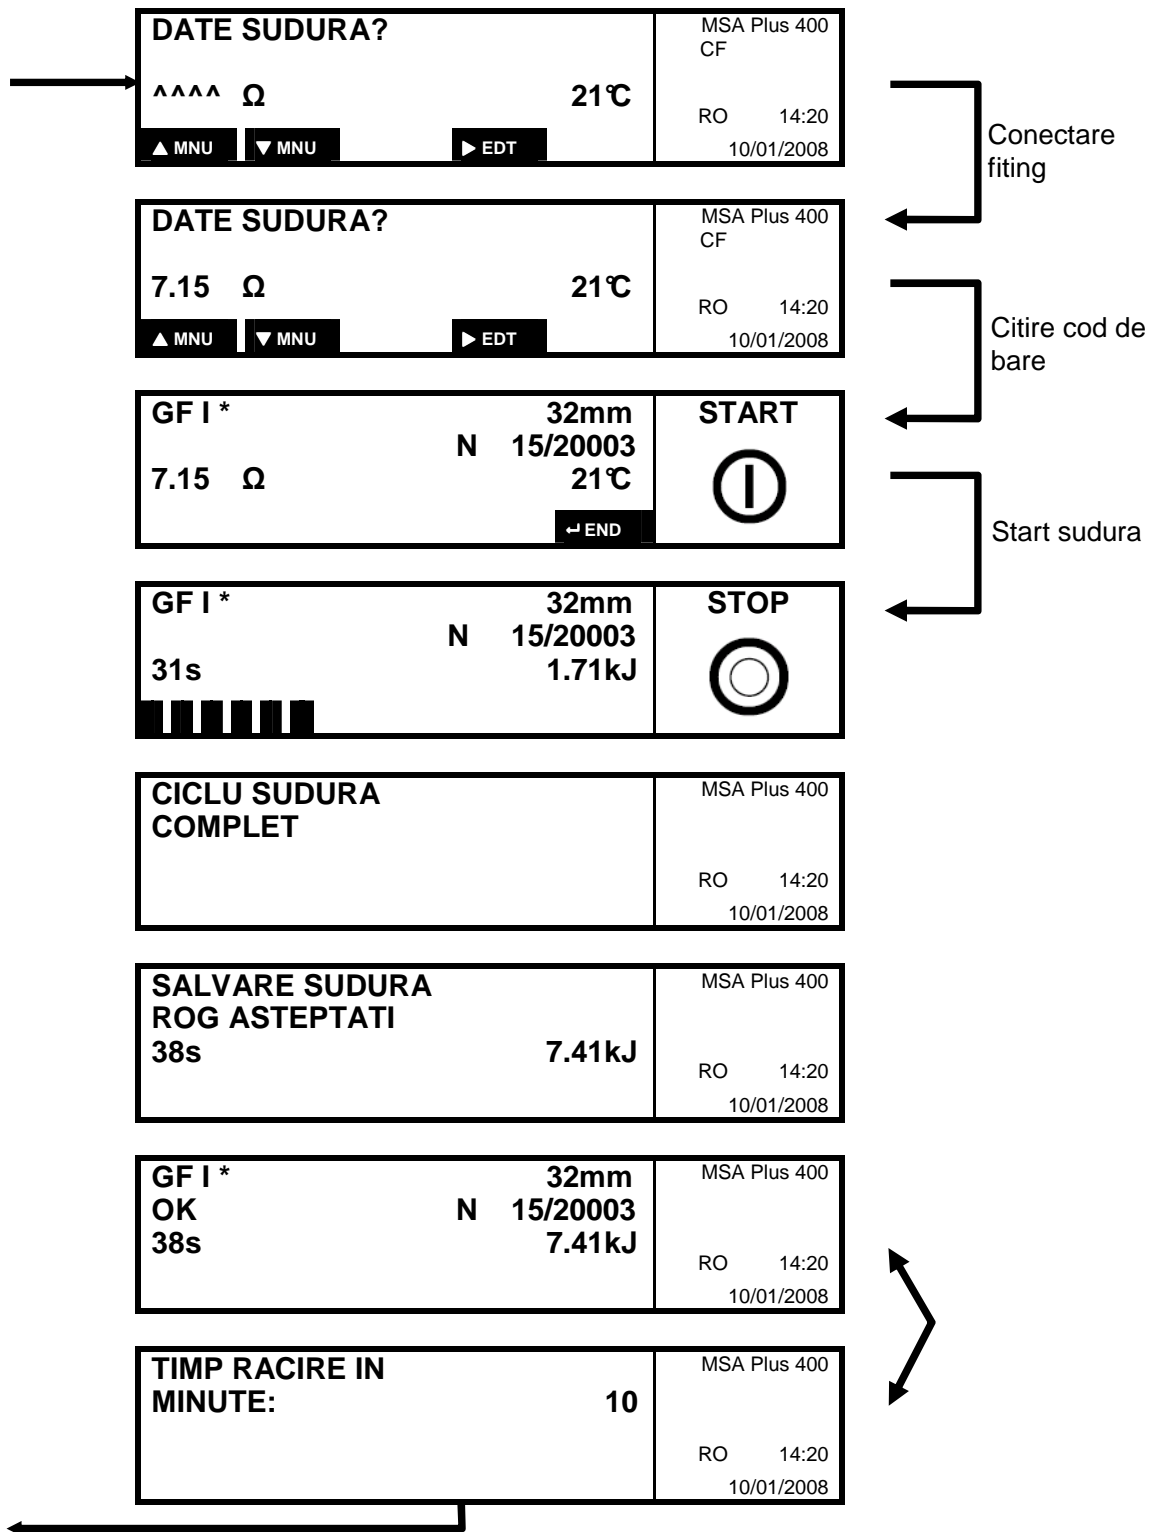 DATE SUDURA?
^^^^ Ω 21°C
▲ MNU ▼ MNU ▶ EDT
MSA Plus 400
CF
RO 14:20
10/01/2008
Conectare
fiting
DATE SUDURA?
7.15 Ω 21°C
▲ MNU ▼ MNU ▶ EDT
MSA Plus 400
CF
RO 14:20
10/01/2008
Citire cod de
bare
GF I * 32mm
N 15/20003
7.15 Ω 21°C
↵ END
START
Start sudura
GF I * 32mm
N 15/20003
31s 1.71kJ
STOP
CICLU SUDURA
COMPLET
MSA Plus 400
RO 14:20
10/01/2008
SALVARE SUDURA
ROG ASTEPTATI
38s 7.41kJ
MSA Plus 400
RO 14:20
10/01/2008
GF I * 32mm
OK N 15/20003
38s 7.41kJ
MSA Plus 400
RO 14:20
10/01/2008
TIMP RACIRE IN
MINUTE: 10
MSA Plus 400
RO 14:20
10/01/2008